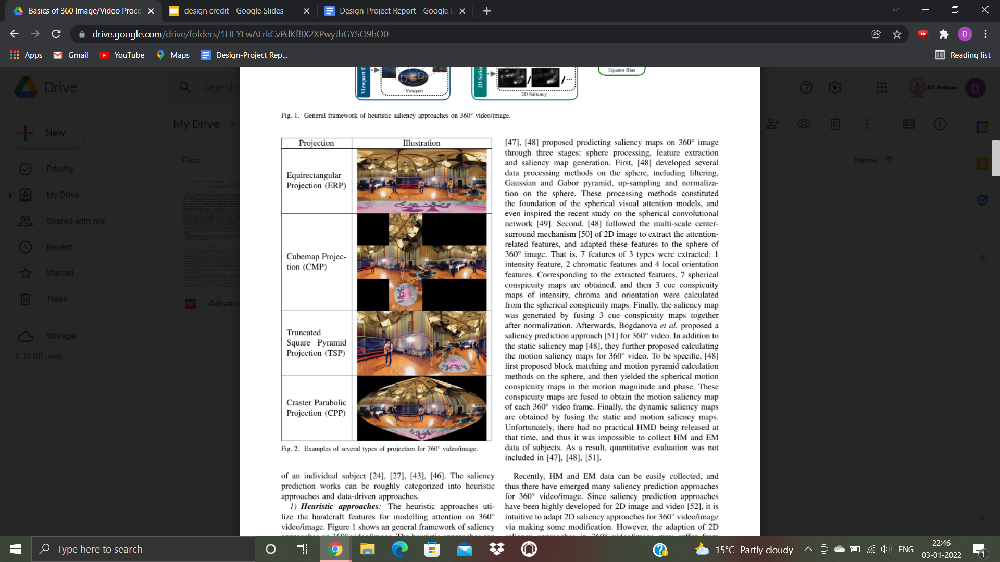 Basics of 360 Image/Video Proce
design credit - Google Slides
Design-Project Report - Google D
drive.google.com/drive/folders/1HFYEwALrkCvPdKf8X2XPwyJhGYSO9hO0
D
Apps
Gmail
YouTube
Maps
Design-Project Rep...
Reading list
Drive
Search
IIT Jodhpur
D
New
My Drive
Priority
My Drive
Shared with me
Recent
Starred
Trash
Storage
8.13 GB used
Files
Name
PDF
Advanci
31
Viewport
Viewport
2D Salien
2D Saliency
Equator Bias
Fig. 1. General framework of heuristic saliency approaches on 360° video/image.
Projection Illustration
Equirectangular
Projection (ERP)
Cubemap Projec-
tion (CMP)
Truncated
Square Pyramid
Projection (TSP)
Craster Parabolic
Projection (CPP)
Fig. 2. Examples of several types of projection for 360° video/image.
of an individual subject [24], [27], [43], [46]. The saliency
prediction works can be roughly categorized into heuristic
approaches and data-driven approaches.
1) Heuristic approaches: The heuristic approaches uti-
lize the handcraft features for modelling attention on 360°
video/image. Figure 1 shows an general framework of saliency
[47], [48] proposed predicting saliency maps on 360° image
through three stages: sphere processing, feature extraction
and saliency map generation. First, [48] developed several
data processing methods on the sphere, including filtering,
Gaussian and Gabor pyramid, up-sampling and normaliza-
tion on the sphere. These processing methods constituted
the foundation of the spherical visual attention models, and
even inspired the recent study on the spherical convolutional
network [49]. Second, [48] followed the multi-scale center-
surround mechanism [50] of 2D image to extract the attention-
related features, and adapted these features to the sphere of
360° image. That is, 7 features of 3 types were extracted: 1
intensity feature, 2 chromatic features and 4 local orientation
features. Corresponding to the extracted features, 7 spherical
conspicuity maps are obtained, and then 3 cue conspicuity
maps of intensity, chroma and orientation were calculated
from the spherical conspicuity maps. Finally, the saliency map
was generated by fusing 3 cue conspicuity maps together
after normalization. Afterwards, Bogdanova et al. proposed a
saliency prediction approach [51] for 360° video. In addition to
the static saliency map [48], they further proposed calculating
the motion saliency maps for 360° video. To be specific, [48]
first proposed block matching and motion pyramid calculation
methods on the sphere, and then yielded the spherical motion
conspicuity maps in the motion magnitude and phase. These
conspicuity maps are fused to obtain the motion saliency map
of each 360° video frame. Finally, the dynamic saliency maps
are obtained by fusing the static and motion saliency maps.
Unfortunately, there had no practical HMD being released at
that time, and thus it was impossible to collect HM and EM
data of subjects. As a result, quantitative evaluation was not
included in [47], [48], [51].
Recently, HM and EM data can be easily collected, and
thus there have emerged many saliency prediction approaches
for 360° video/image. Since saliency prediction approaches
have been highly developed for 2D image and video [52], it is
intuitive to adapt 2D saliency approaches for 360° video/image
via making some modification. However, the adaption of 2D
Type here to search
15°C Partly cloudy
ENG
22:46
03-01-2022
1